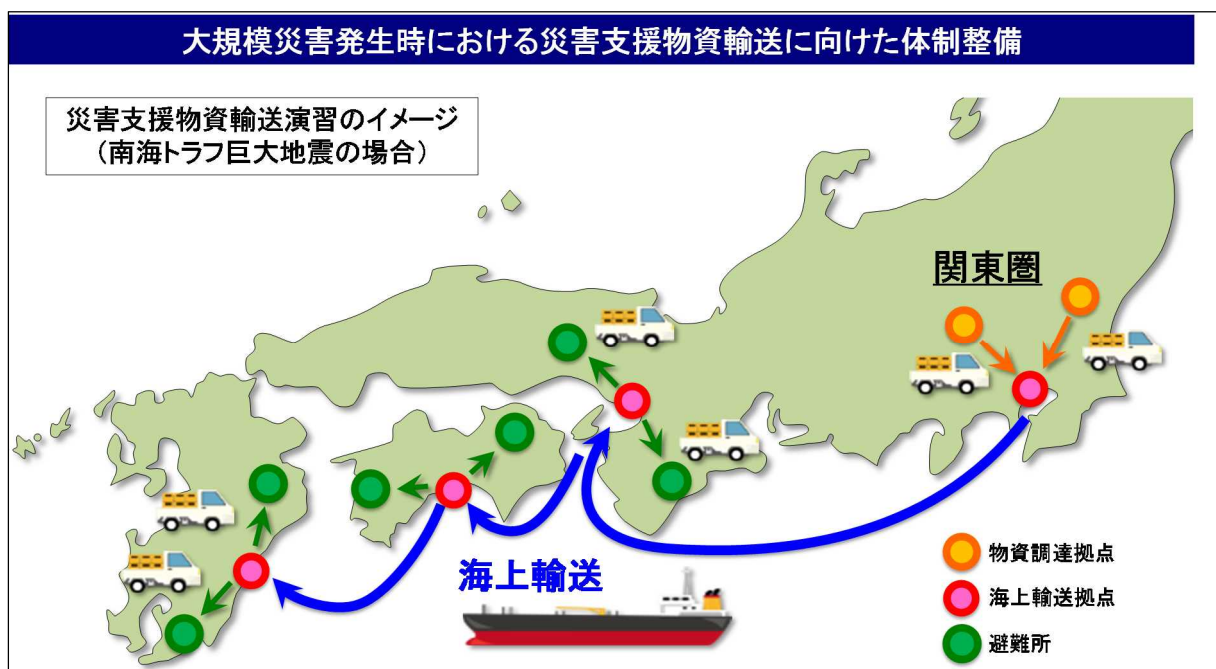 大規模災害発生時における災害支援物資輸送に向けた体制整備
災害支援物資輸送演習のイメージ
（南海トラフ巨大地震の場合）
関東圏
海上輸送
物資調達拠点
海上輸送拠点
避難所